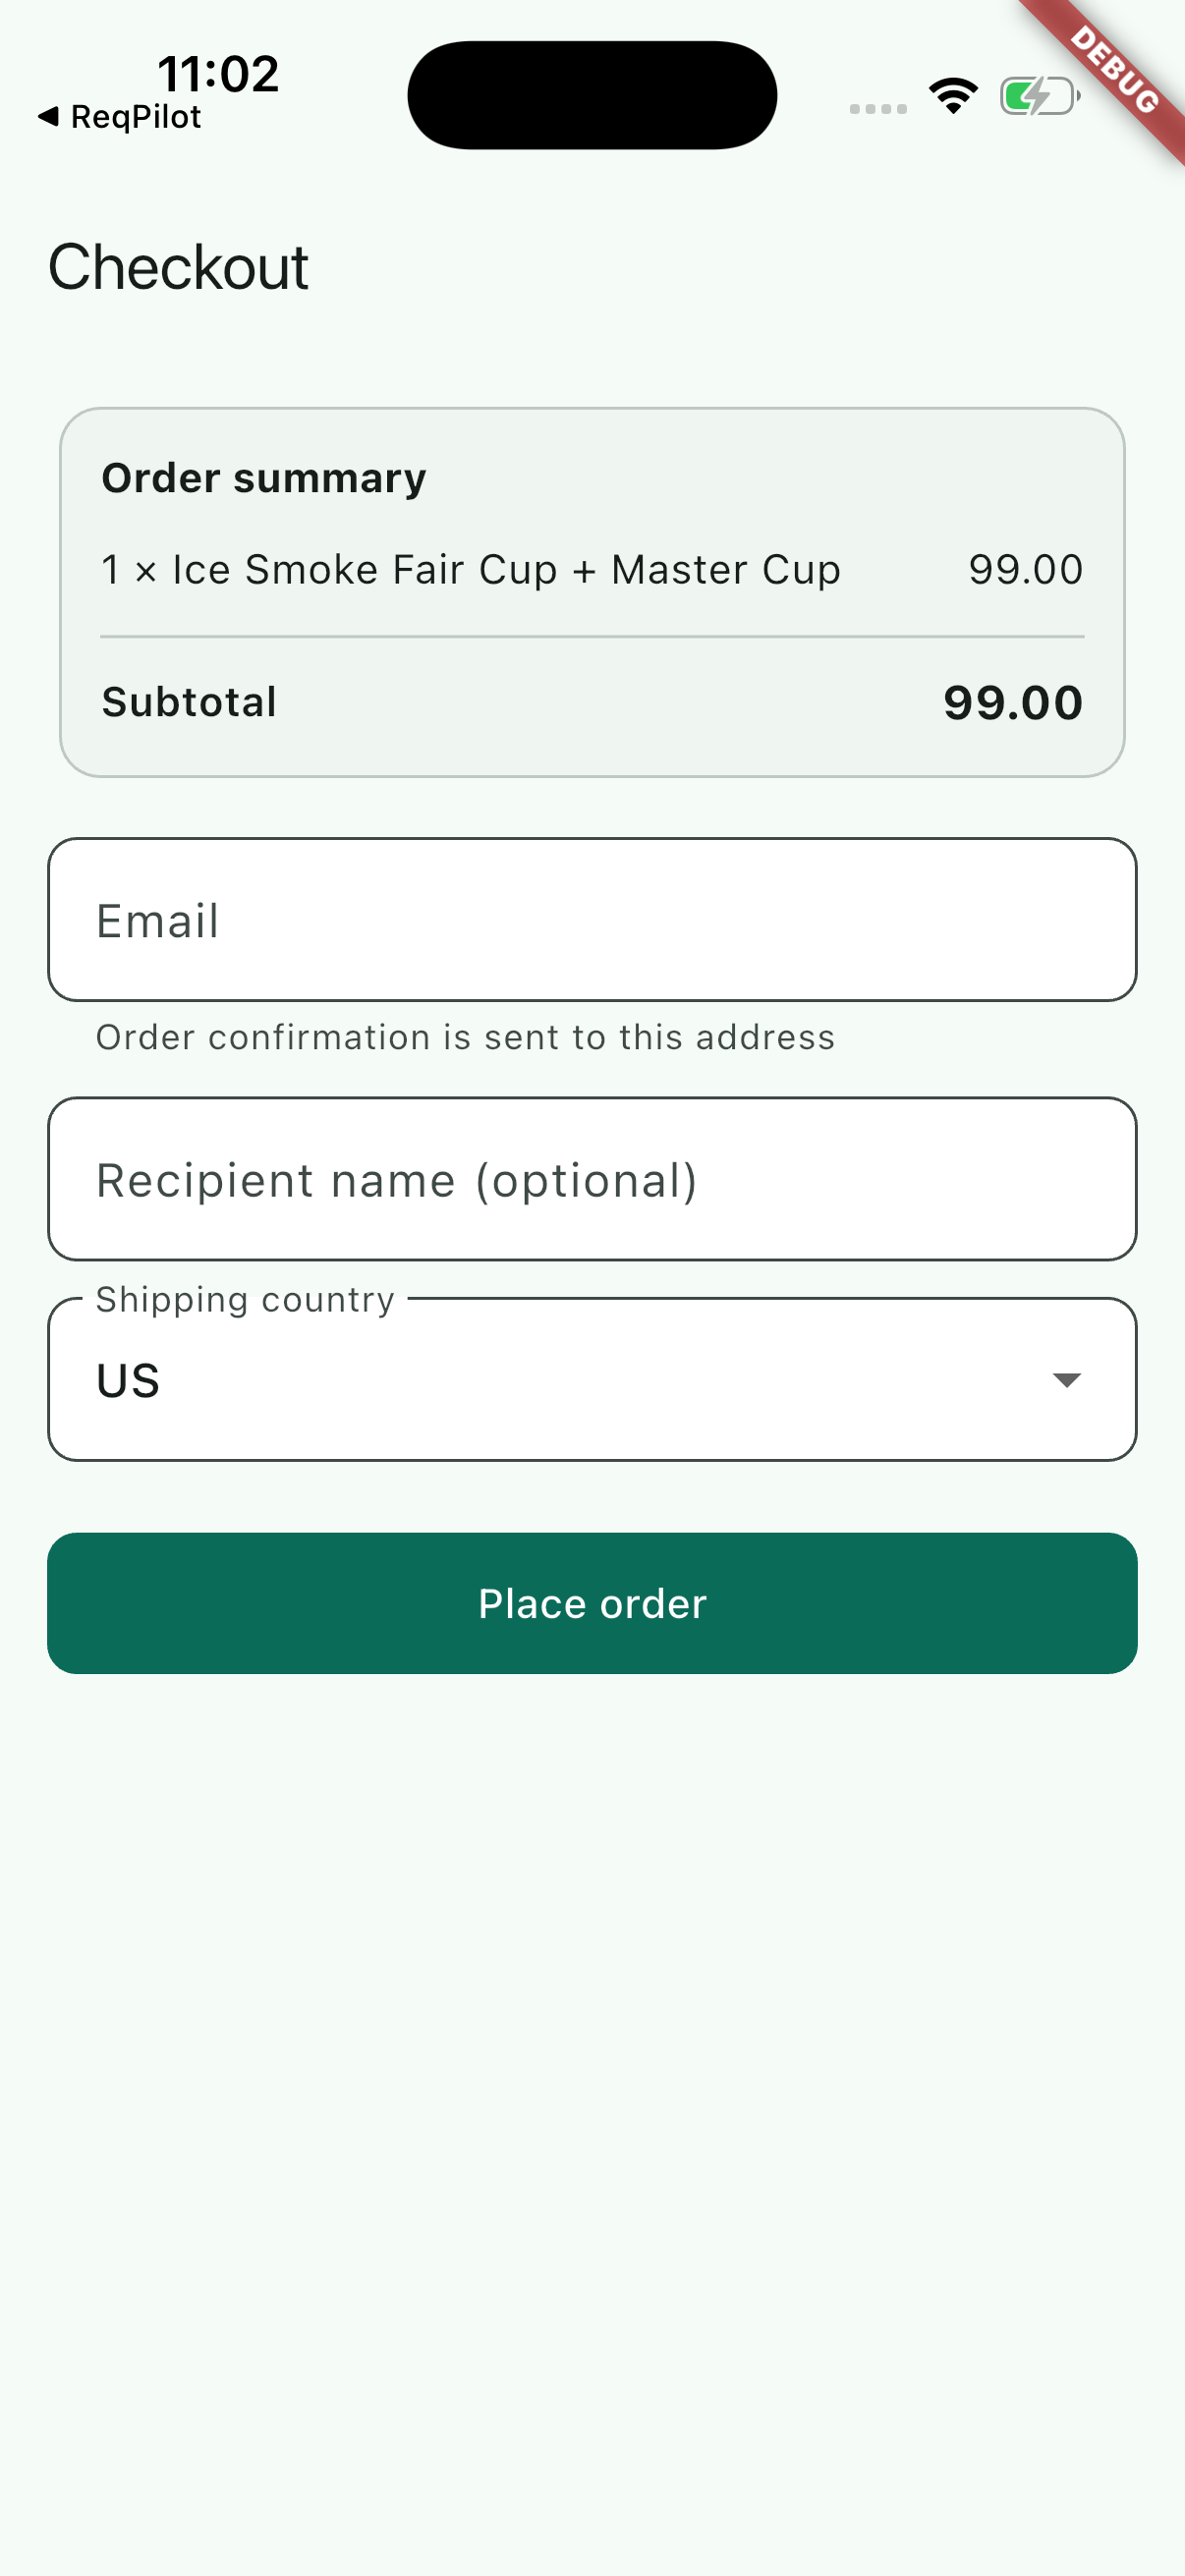 11:02
◀ ReqPilot
DEBUG
Checkout
Order summary
1 × Ice Smoke Fair Cup + Master Cup 99.00
Subtotal 99.00
Email
Order confirmation is sent to this address
Recipient name (optional)
Shipping country
US
Place order